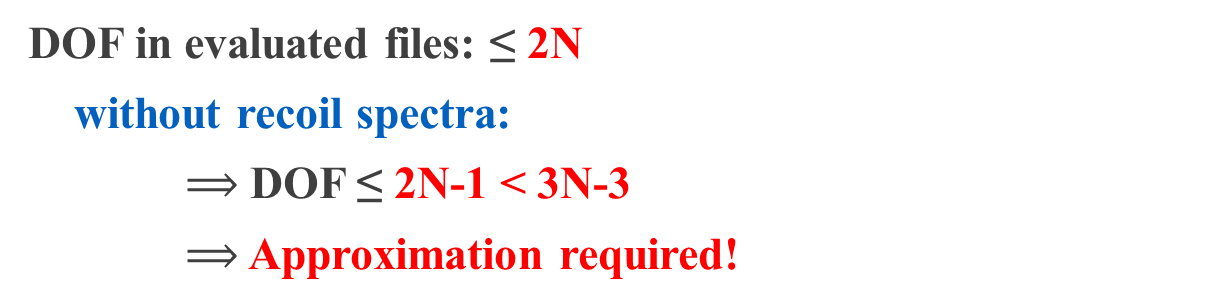 DOF in evaluated files: ≤ 2N
without recoil spectra:
⟹ DOF ≤ 2N-1 < 3N-3
⟹ Approximation required!